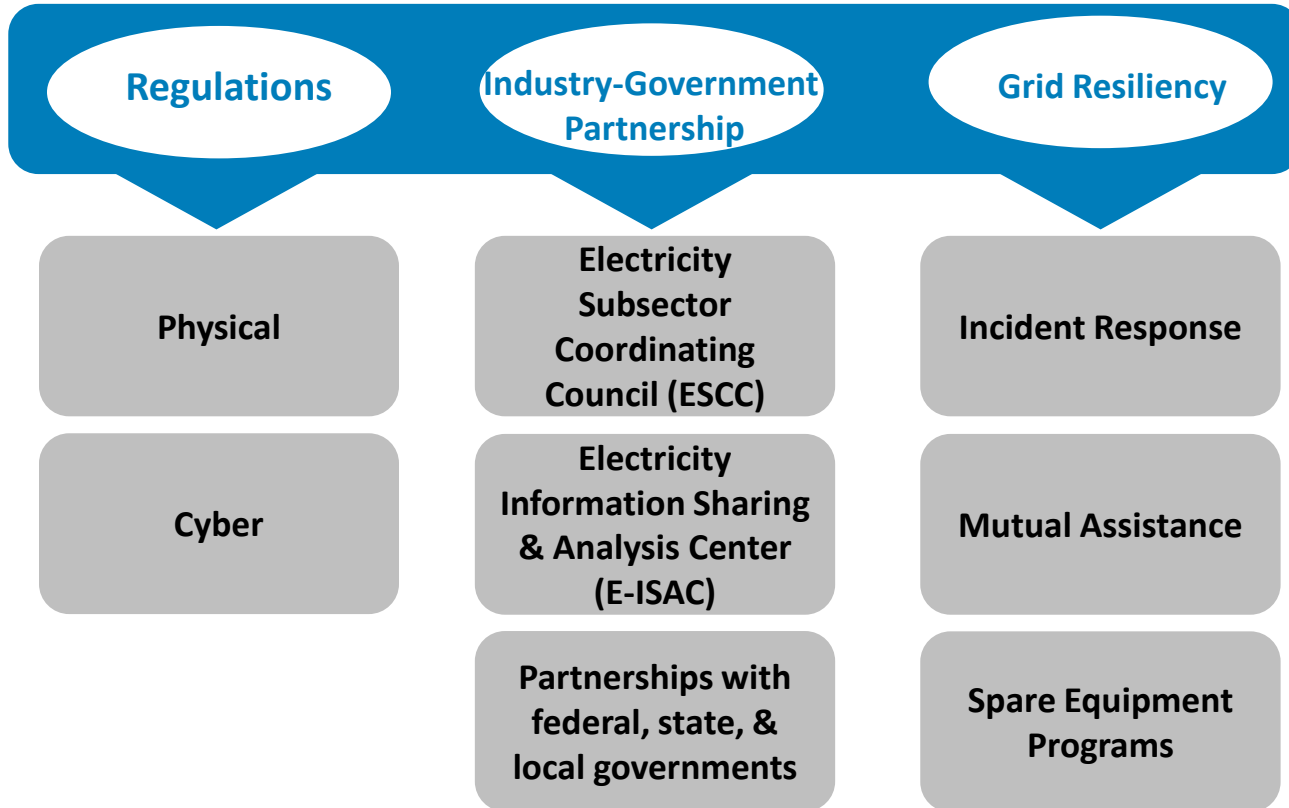 Regulations
Industry-Government
Partnership
Grid Resiliency
Physical
Cyber
Electricity
Subsector
Coordinating
Council (ESCC)
Electricity
Information Sharing
& Analysis Center
(E-ISAC)
Partnerships with
federal, state, &
local governments
Incident Response
Mutual Assistance
Spare Equipment
Programs